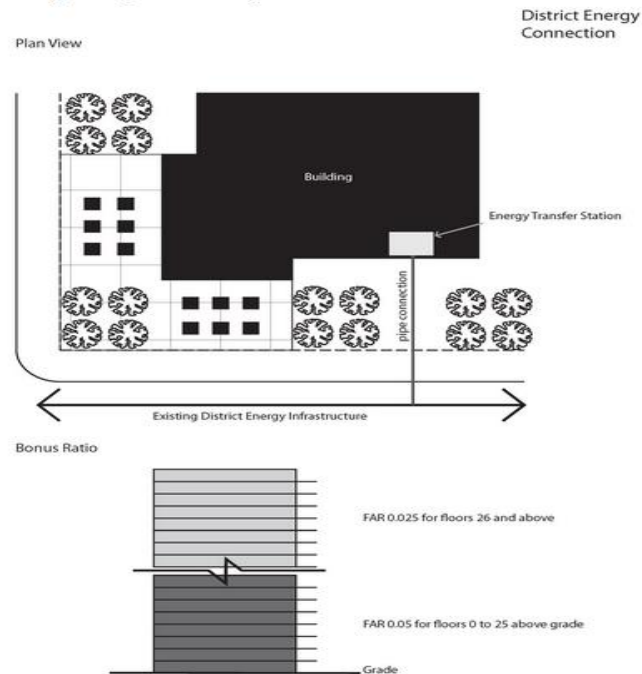 District Energy
Connection
Plan View
Building
Energy Transfer Station
pipe connection
Existing District Energy Infrastructure
Bonus Ratio
FAR 0.025 for floors 26 and above
FAR 0.05 for floors 0 to 25 above grade
Grade